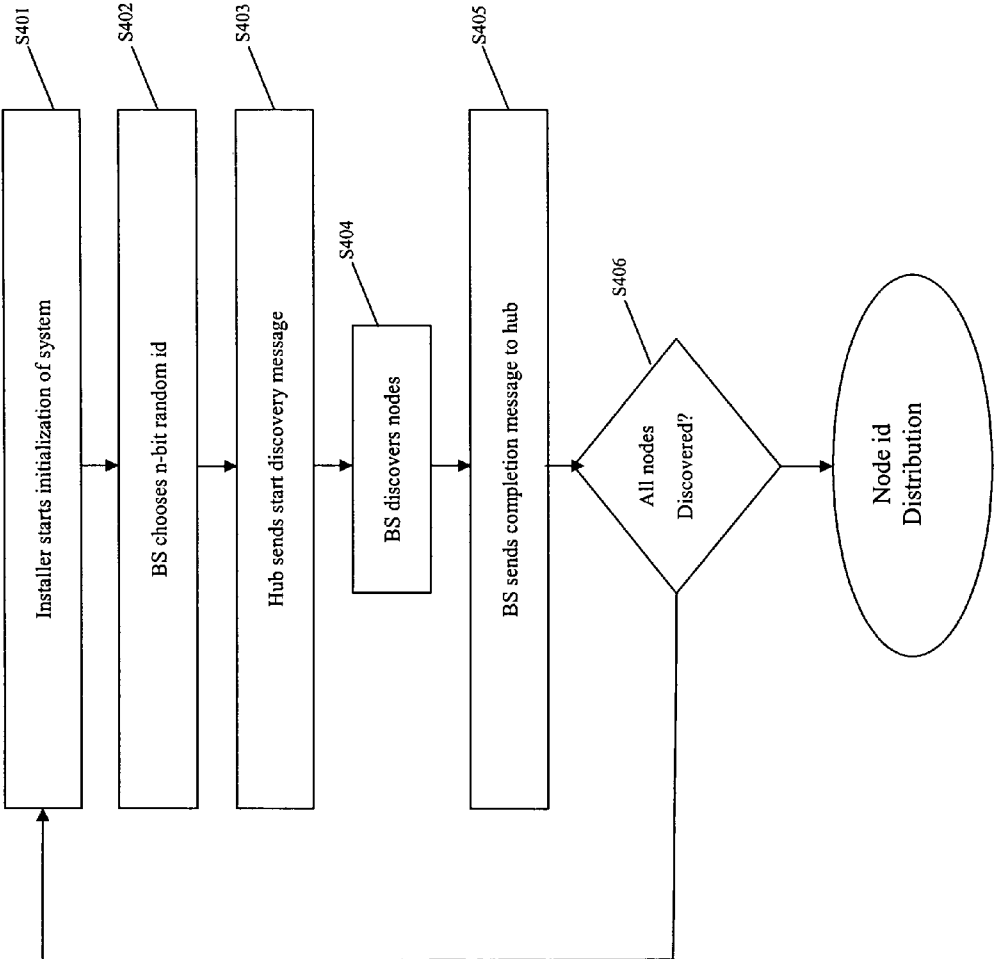 S401
Installer starts initialization of system
S402
BS chooses n-bit random id
S403
Hub sends start discovery message
S404
BS discovers nodes
S405
BS sends completion message to hub
S406
All nodes
Discovered?
Node id
Distribution